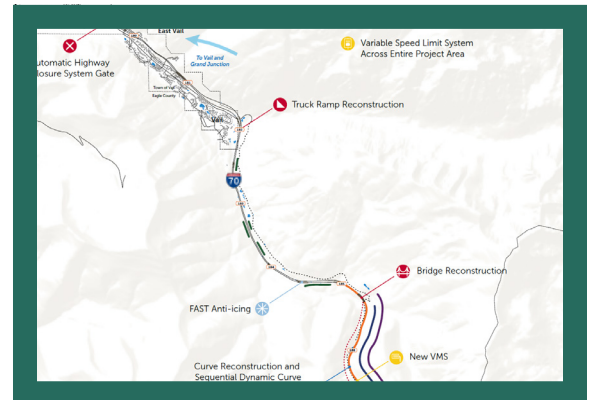 East Vail
To Vail and
Grand Junction
Variable Speed Limit System
Across Entire Project Area
utomatic Highway
losure System Gate
Town of Vail
Eagle County
Vail
Truck Ramp Reconstruction
70
Bridge Reconstruction
FAST Anti-icing
New VMS
Curve Reconstruction and
Sequential Dynamic Curve